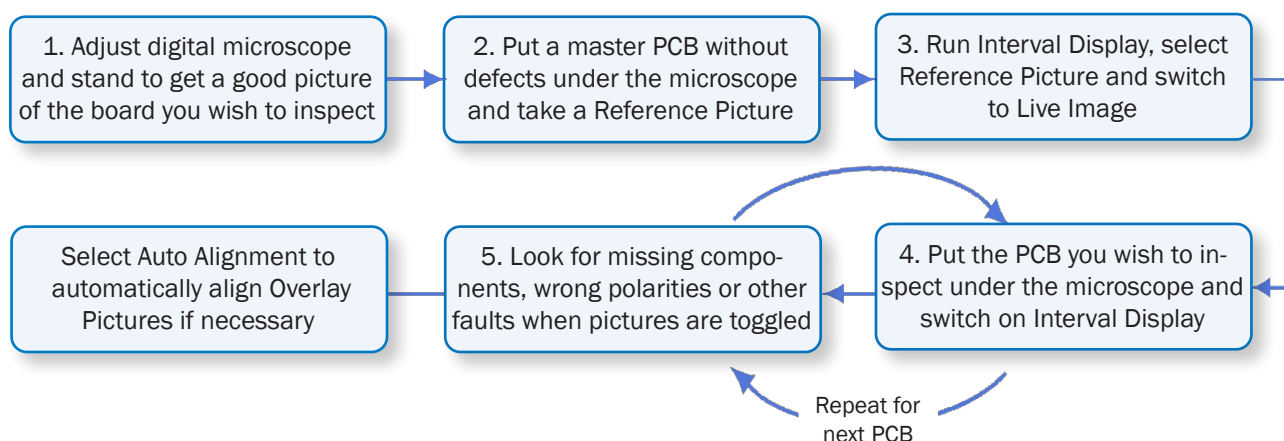 1. Adjust digital microscope
and stand to get a good picture
of the board you wish to inspect
2. Put a master PCB without
defects under the microscope
and take a Reference Picture
3. Run Interval Display, select
Reference Picture and switch
to Live Image
4. Put the PCB you wish to in-
spect under the microscope and
switch on Interval Display
5. Look for missing compo-
nents, wrong polarities or other
faults when pictures are toggled
Select Auto Alignment to
automatically align Overlay
Pictures if necessary
Repeat for
next PCB